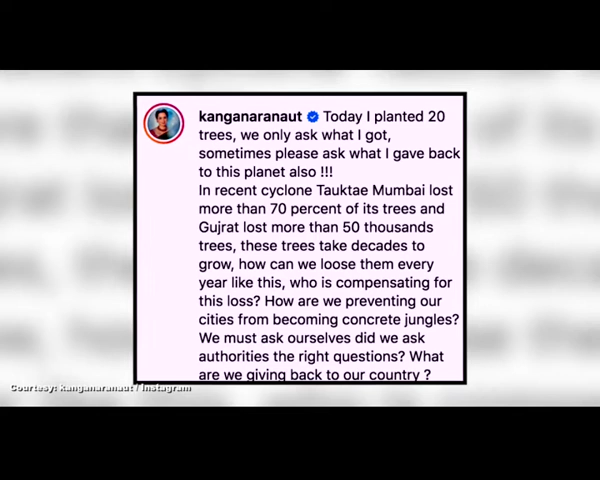 kanganaranaut Today I planted 20
trees, we only ask what I got,
sometimes please ask what I gave back
to this planet also !!!
In recent cyclone Tauktae Mumbai lost
more than 70 percent of its trees and
Gujrat lost more than 50 thousands
trees, these trees take decades to
grow, how can we loose them every
year like this, who is compensating for
this loss? How are we preventing our
cities from becoming concrete jungles?
We must ask ourselves did we ask
authorities the right questions? What
are we giving back to our country ?
Courtesy: kanganaranaut / Instagram